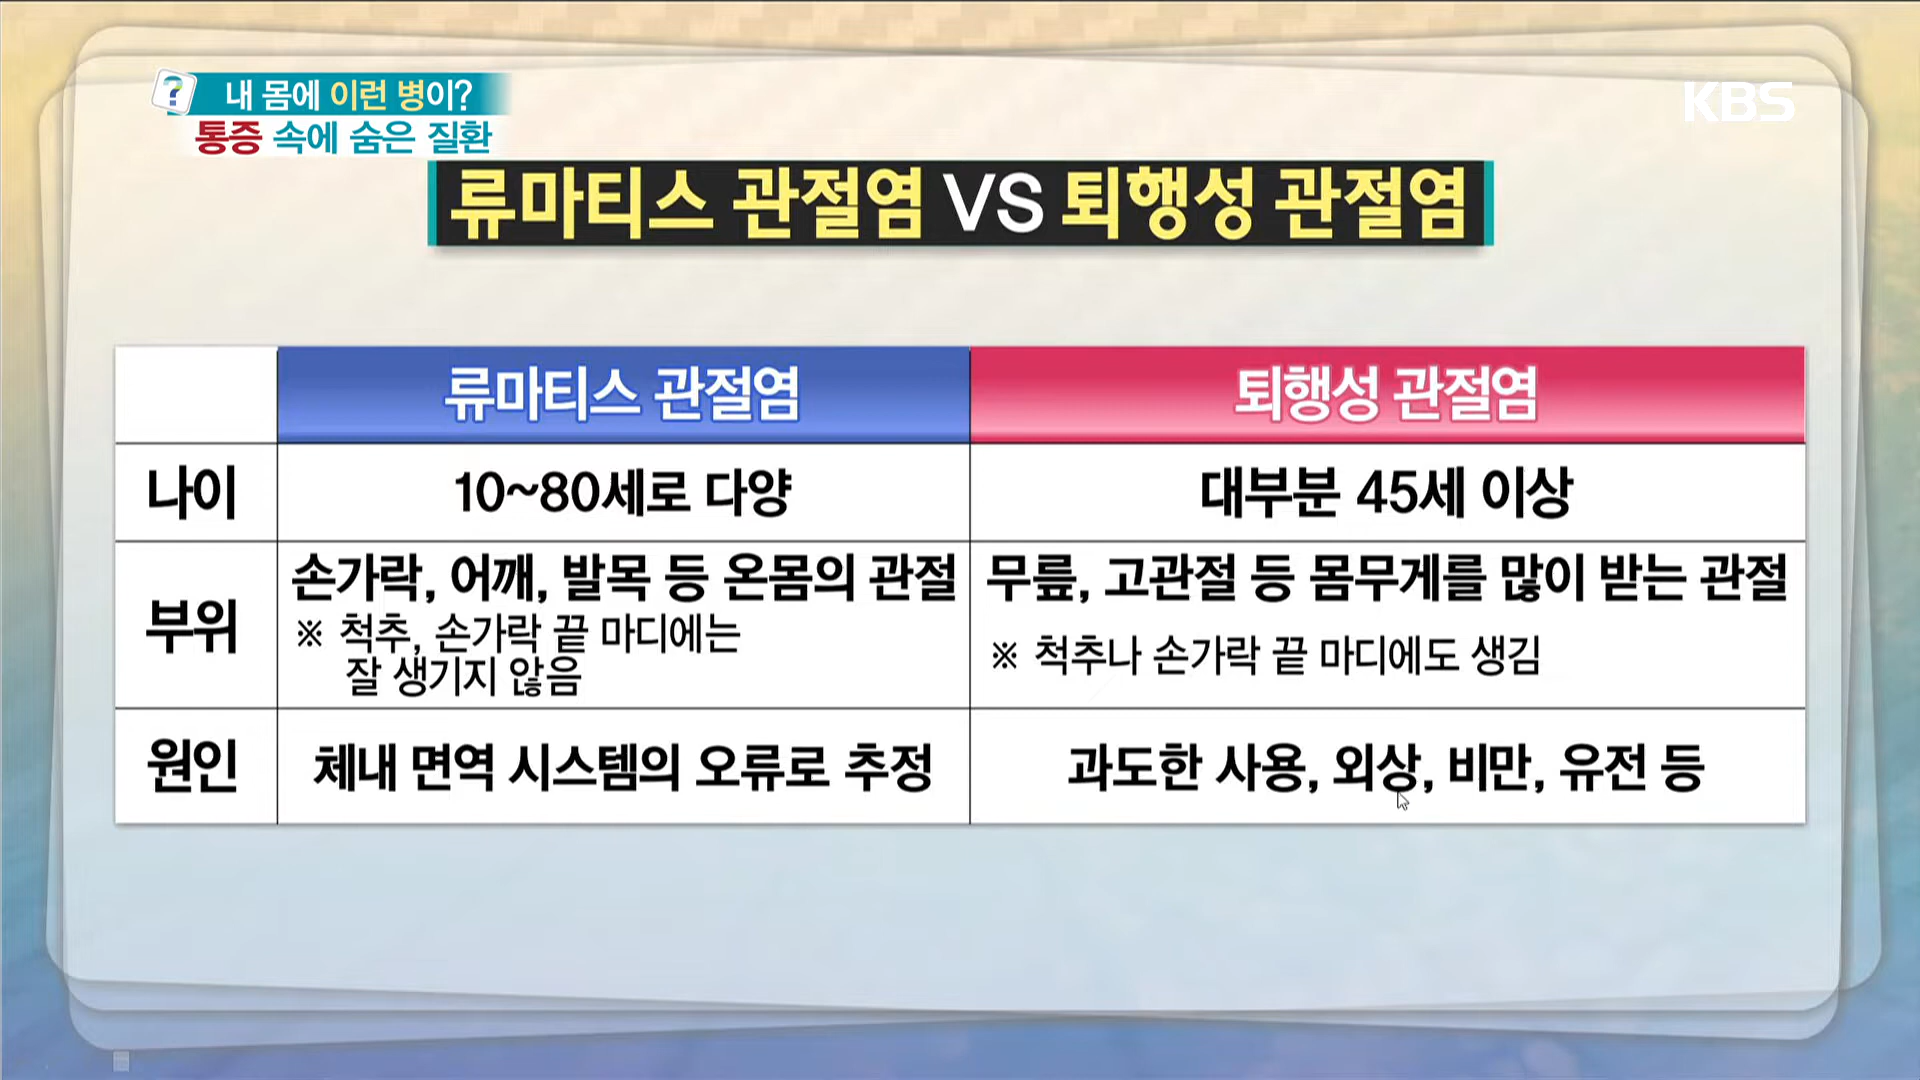 내 몸에 이런 병이?
통증 속에 숨은 질환
KBS
류마티스 관절염 VS 퇴행성 관절염
류마티스 관절염 퇴행성 관절염
나이 10~80세로 다양 대부분 45세 이상
부위 손가락, 어깨, 발목 등 온몸의 관절 무릎, 고관절 등 몸무게를 많이 받는 관절
※ 척추, 손가락 끝 마디에는
잘 생기지 않음
※ 척추나 손가락 끝 마디에도 생김
원인 체내 면역 시스템의 오류로 추정 과도한 사용, 외상, 비만, 유전 등